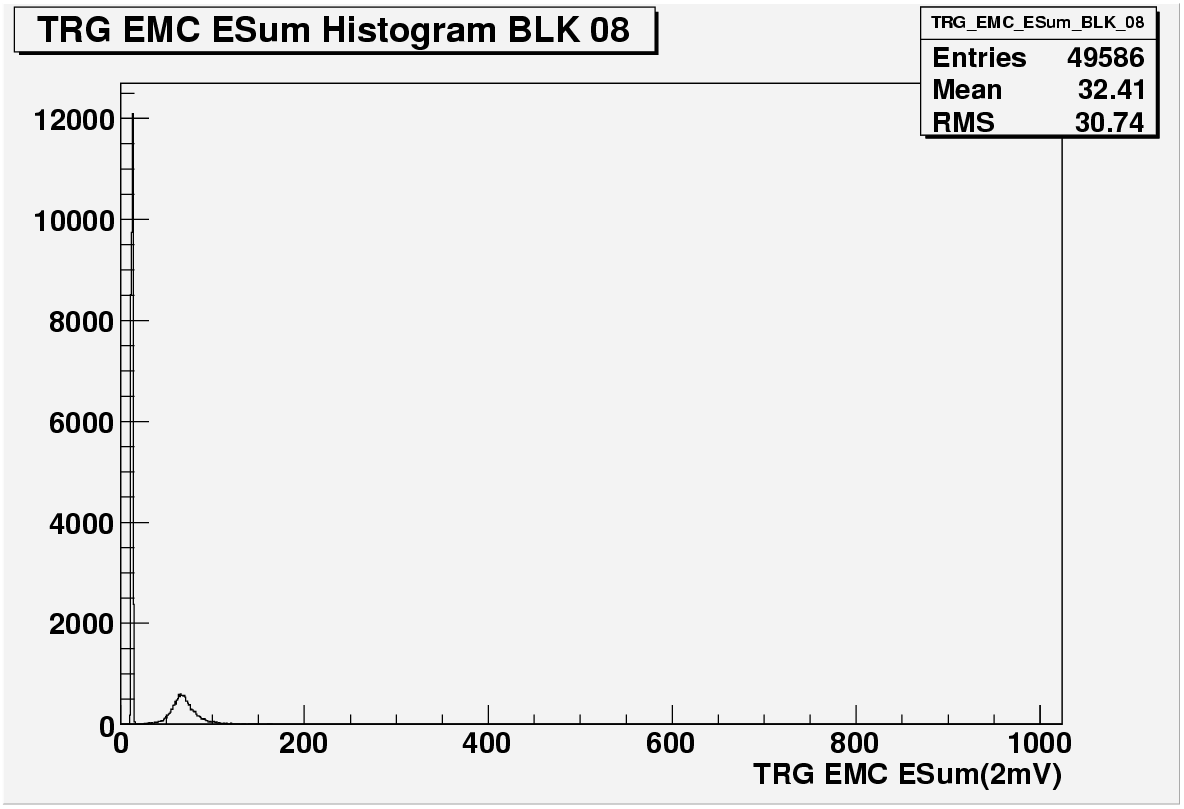 TRG EMC ESum Histogram BLK 08
TRG_EMC_ESum_BLK_08
Entries 49586
Mean 32.41
RMS 30.74
12000
10000
8000
6000
4000
2000
0
0 200 400 600 800 1000
TRG EMC ESum(2mV)